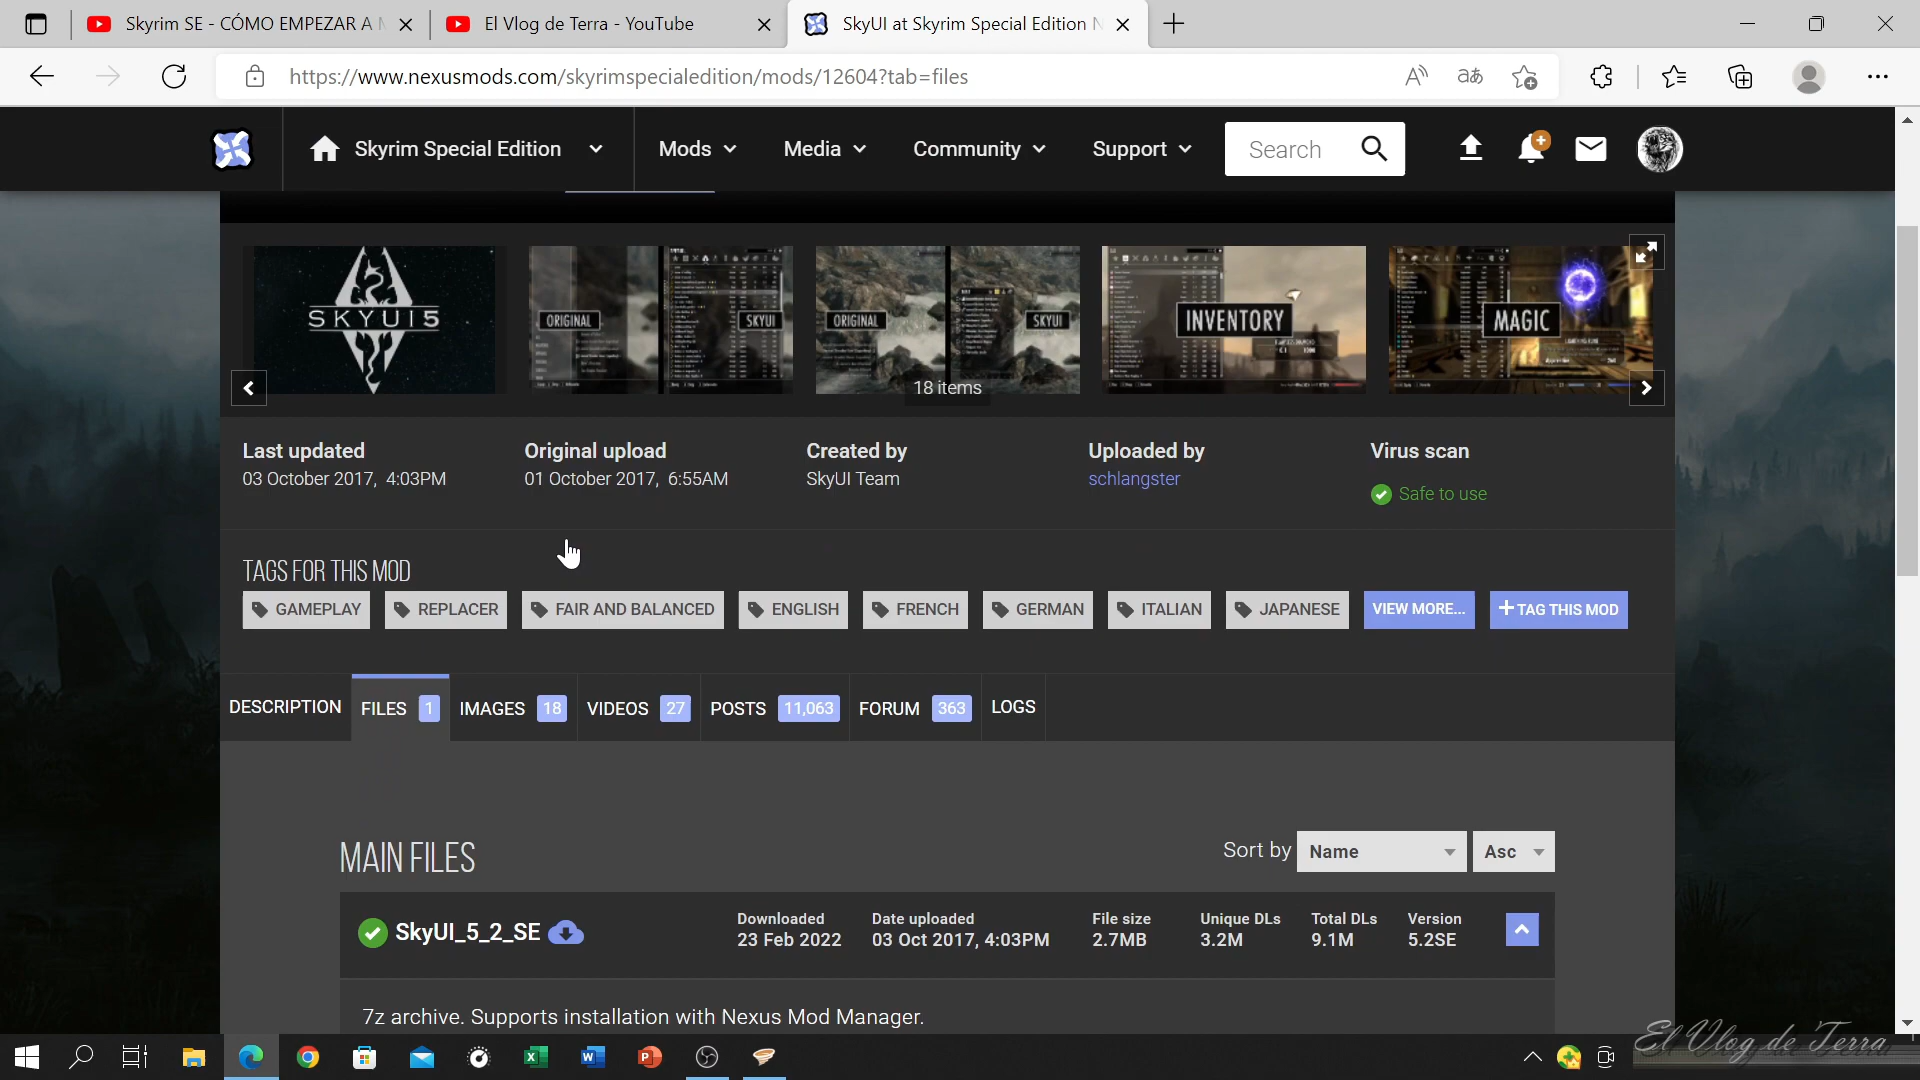 Skyrim SE - CÓMO EMPEZAR A
El Vlog de Terra - YouTube
SkyUI at Skyrim Special Edition N
https://www.nexusmods.com/skyrimspecialedition/mods/12604?tab=files
Skyrim Special Edition
Mods
Media
Community
Support
Search
SKYUI5
ORIGINAL
SKYUI
ORIGINAL
SKYUI
INVENTORY
MAGIC
18 items
Last updated
03 October 2017, 4:03PM
Original upload
01 October 2017, 6:55AM
Created by
SkyUI Team
Uploaded by
schlangster
Virus scan
Safe to use
TAGS FOR THIS MOD
GAMEPLAY
REPLACER
FAIR AND BALANCED
ENGLISH
FRENCH
GERMAN
ITALIAN
JAPANESE
VIEW MORE...
TAG THIS MOD
DESCRIPTION
FILES 1
IMAGES 18
VIDEOS 27
POSTS 11,063
FORUM 363
LOGS
MAIN FILES
Sort by
Name
Asc
SkyUI_5_2_SE
Downloaded
23 Feb 2022
Date uploaded
03 Oct 2017, 4:03PM
File size
2.7MB
Unique DLs
3.2M
Total DLs
9.1M
Version
5.2SE
7z archive. Supports installation with Nexus Mod Manager.
El Vlog de Terra